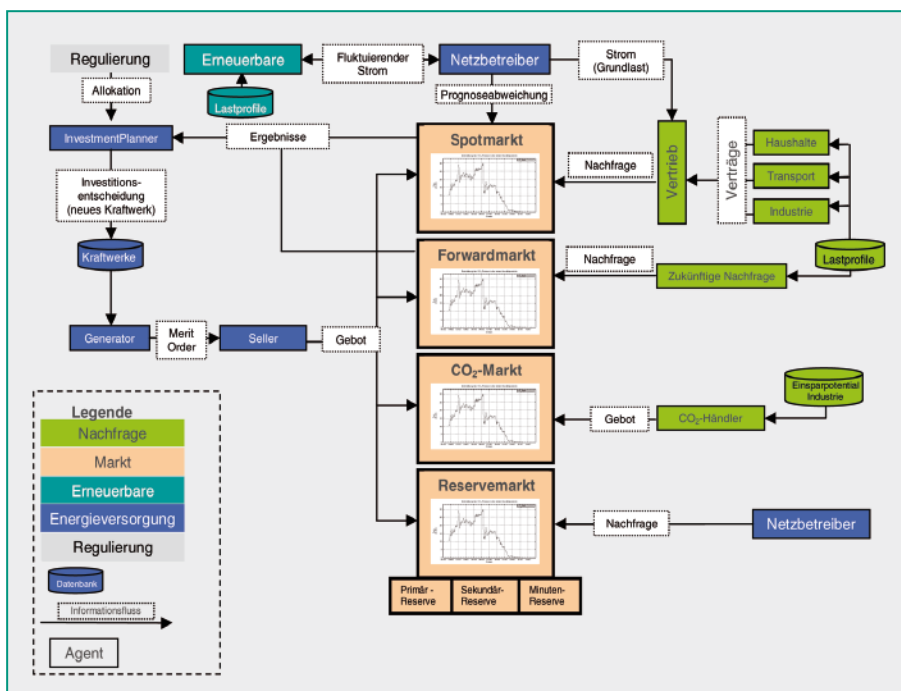 Regulierung
Allokation
InvestmentPlanner
Investitions-
entscheidung
(neues Kraftwerk)
Kraftwerke
Generator
Merit
Order
Seller
Gebot
Erneuerbare
Lastprofile
Fluktuierender
Strom
Netzbetreiber
Prognoseabweichung
Strom
(Grundlast)
Ergebnisse
Spotmarkt
Nachfrage
Vertrieb
Verträge
Haushalte
Transport
Industrie
Lastprofile
Forwardmarkt
Nachfrage
Zukünftige Nachfrage
CO₂-Markt
Gebot
CO₂-Händler
Einsparpotential
Industrie
Reservemarkt
Nachfrage
Netzbetreiber
Primär -
Reserve
Sekundär-
Reserve
Minuten-
Reserve
Legende
Nachfrage
Markt
Erneuerbare
Energieversorgung
Regulierung
Datenbank
Informationsfluss
Agent